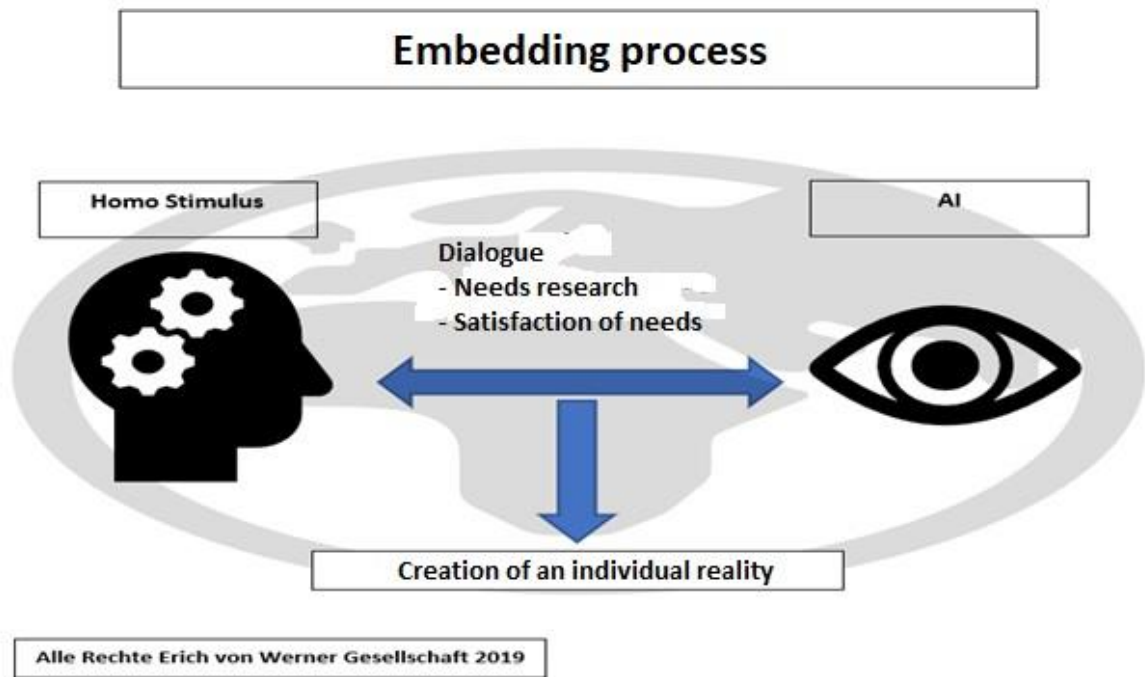 Embedding process
Homo Stimulus
AI
Dialogue
- Needs research
- Satisfaction of needs
Creation of an individual reality
Alle Rechte Erich von Werner Gesellschaft 2019